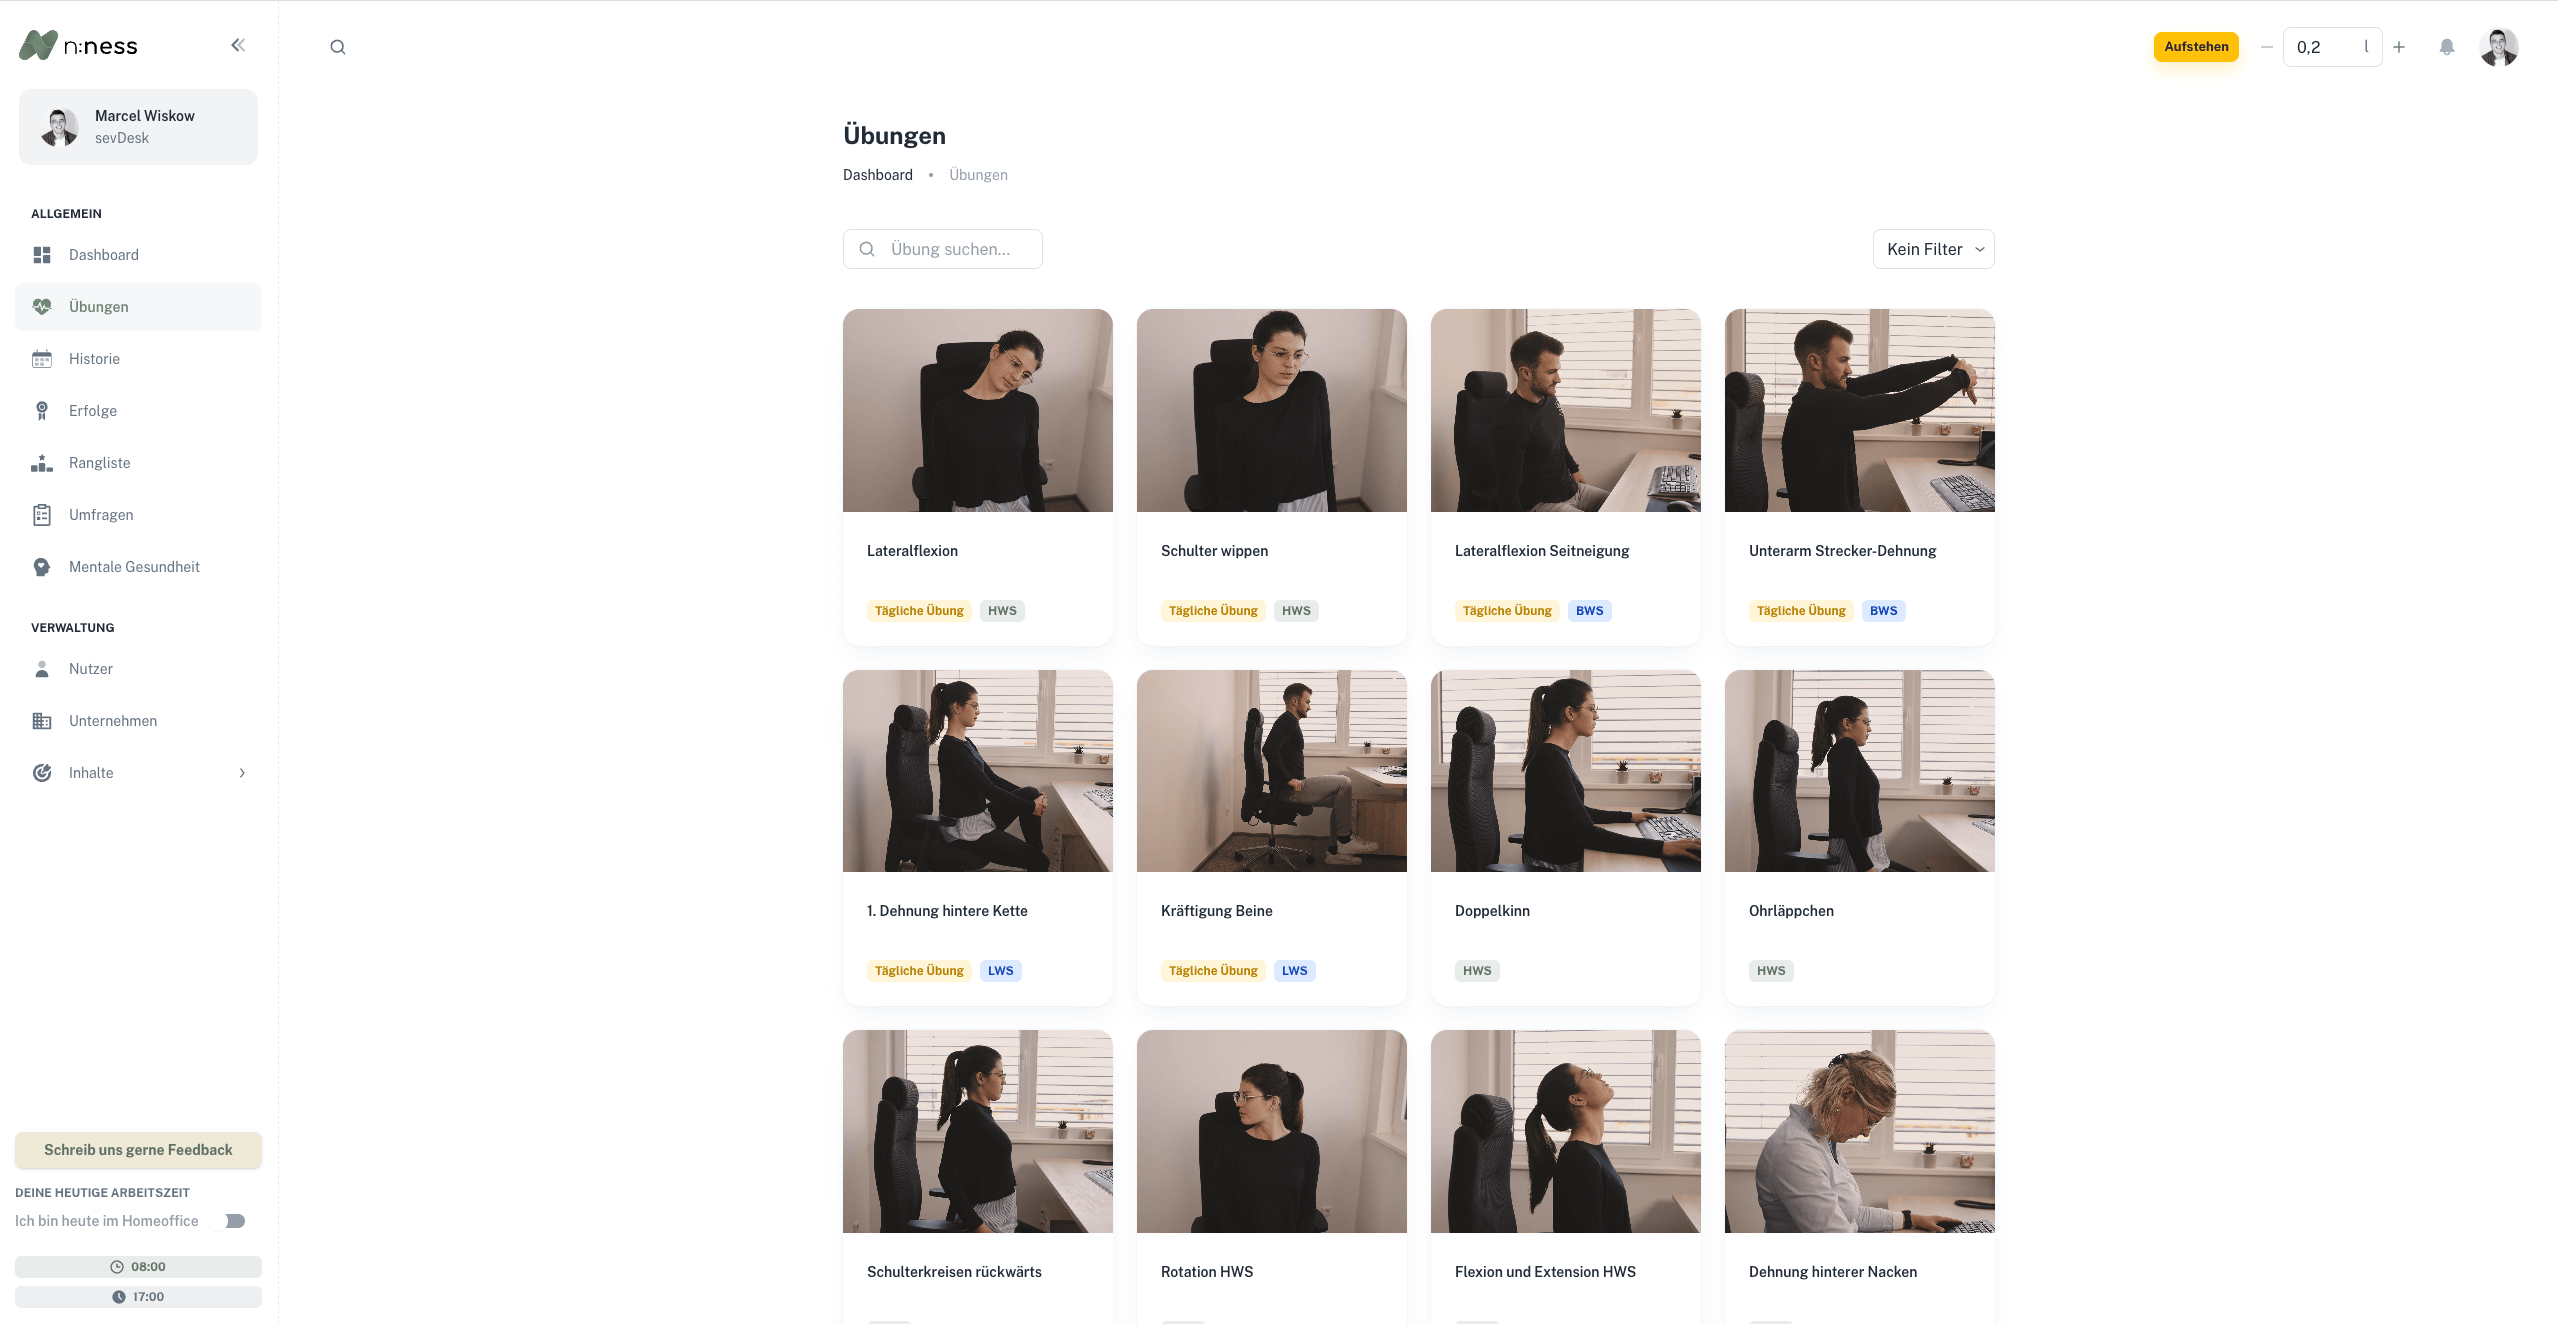 n:ness
Aufstehen
0,2 l
Marcel Wiskow
sevDesk
ALLGEMEIN
Dashboard
Übungen
Historie
Erfolge
Rangliste
Umfragen
Mentale Gesundheit
VERWALTUNG
Nutzer
Unternehmen
Inhalte
Schreib uns gerne Feedback
DEINE HEUTIGE ARBEITSZEIT
Ich bin heute im Homeoffice
08:00
17:00
Übungen
Dashboard • Übungen
Übung suchen...
Kein Filter
Lateralflexion
Tägliche Übung HWS
Schulter wippen
Tägliche Übung HWS
Lateralflexion Seitneigung
Tägliche Übung BWS
Unterarm Strecker-Dehnung
Tägliche Übung BWS
1. Dehnung hintere Kette
Tägliche Übung LWS
Kräftigung Beine
Tägliche Übung LWS
Doppelkinn
HWS
Ohrläppchen
HWS
Schulterkreisen rückwärts
Rotation HWS
Flexion und Extension HWS
Dehnung hinterer Nacken